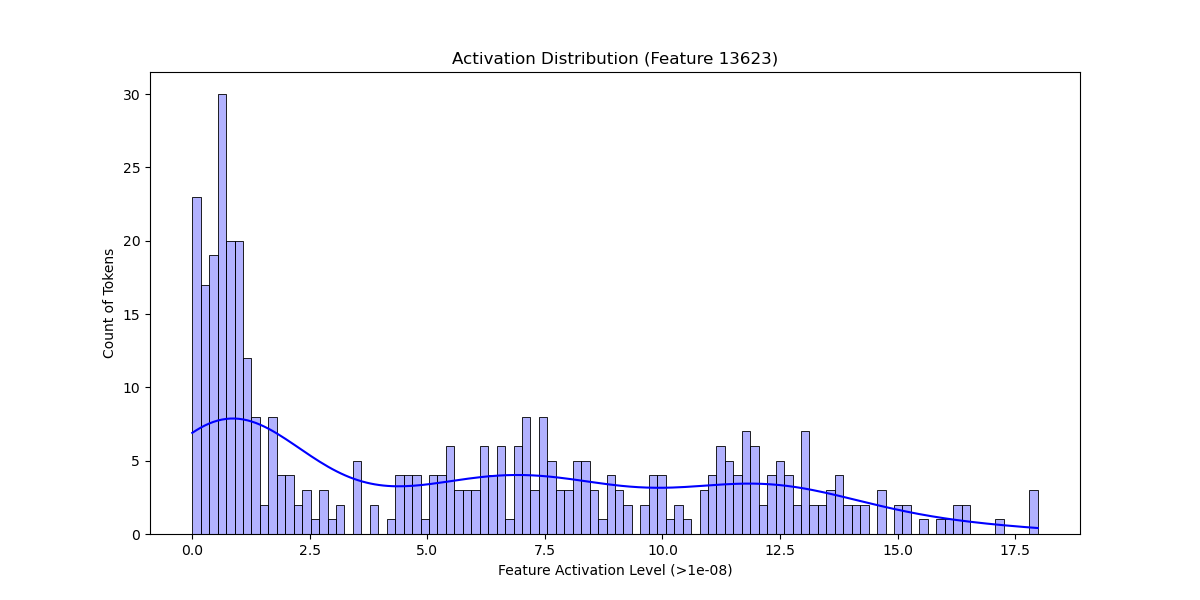 Activation Distribution (Feature 13623)
30
25
20
15
10
5
0
Count of Tokens
0.0 2.5 5.0 7.5 10.0 12.5 15.0 17.5
Feature Activation Level (>1e-08)